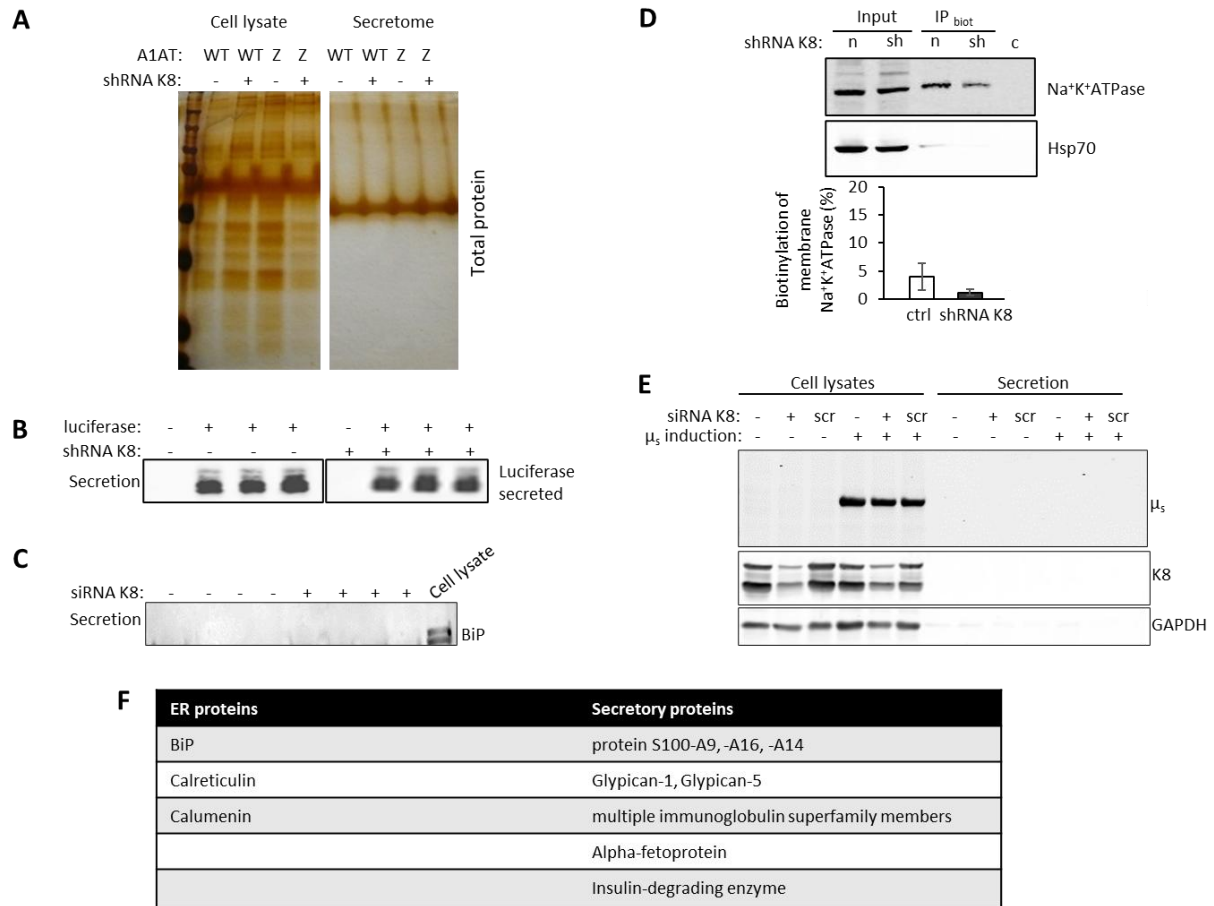 A
Cell lysate
Secretome
A1AT: WT WT Z Z WT WT Z Z
shRNA K8: - + - + - + - +
Total protein
B
luciferase: - + + + - + + +
shRNA K8: - - - - + + + +
Secretion
Luciferase
secreted
C
siRNA K8: - - - - + + + + Cell lysate
Secretion
BiP
D
Input
IP biot
shRNA K8: n sh n sh c
Na⁺K⁺ATPase
Hsp70
Biotinylation of
membrane
Na⁺K⁺ATPase (%)
20
15
10
5
0
ctrl shRNA K8
E
Cell lysates
Secretion
siRNA K8: - + scr - + scr - + scr - + scr
μs induction: - - - + + + - - - + + +
μs
K8
GAPDH
F
ER proteins
Secretory proteins
BiP
protein S100-A9, -A16, -A14
Calreticulin
Glypican-1, Glypican-5
Calumenin
multiple immunoglobulin superfamily members
Alpha-fetoprotein
Insulin-degrading enzyme